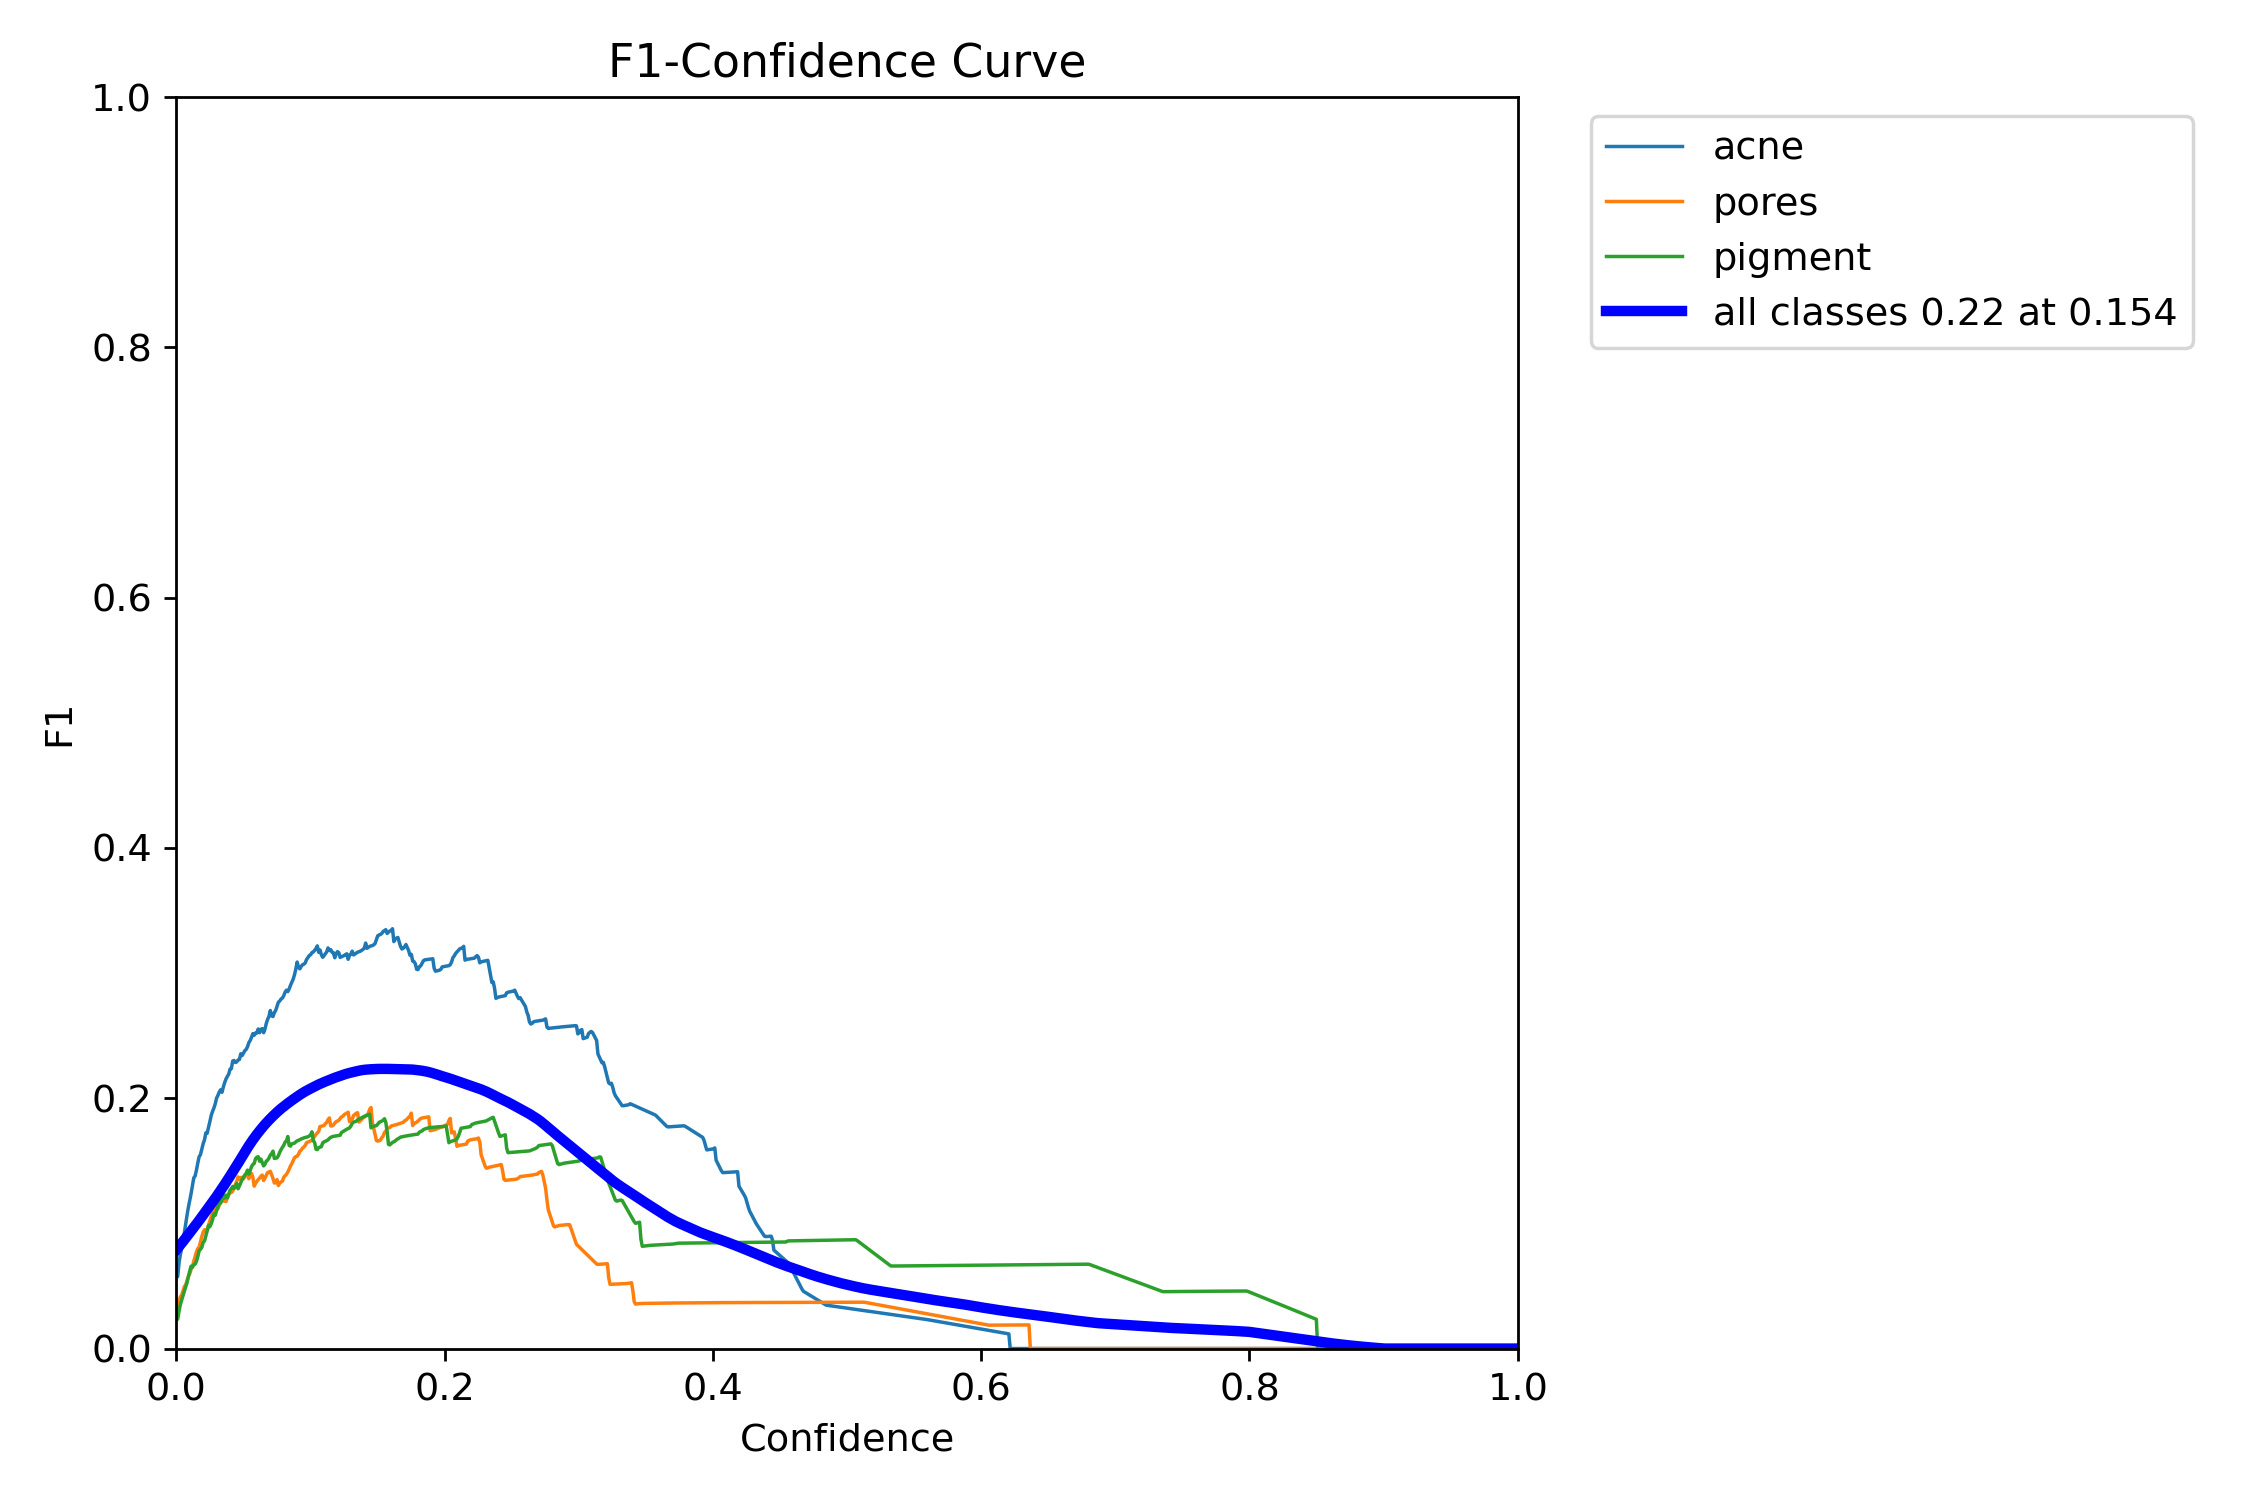 F1-Confidence Curve
1.0
0.8
0.6
0.4
0.2
0.0
F1
0.0 0.2 0.4 0.6 0.8 1.0
Confidence
acne
pores
pigment
all classes 0.22 at 0.154